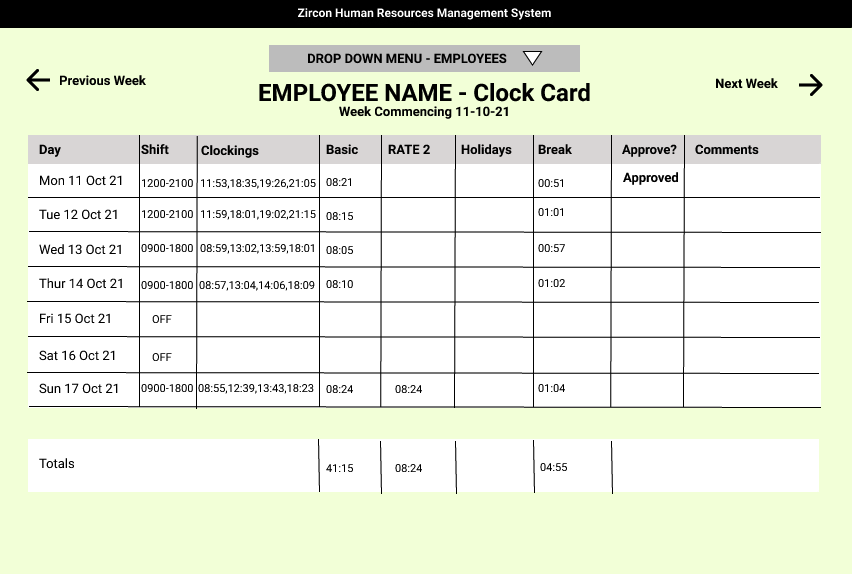 Zircon Human Resources Management System
DROP DOWN MENU - EMPLOYEES
Previous Week
Next Week
EMPLOYEE NAME - Clock Card
Week Commencing 11-10-21
Day Shift Clockings Basic RATE 2 Holidays Break Approve? Comments
Mon 11 Oct 21 1200-2100 11:53,18:35,19:26,21:05 08:21 00:51 Approved
Tue 12 Oct 21 1200-2100 11:59,18:01,19:02,21:15 08:15 01:01
Wed 13 Oct 21 0900-1800 08:59,13:02,13:59,18:01 08:05 00:57
Thur 14 Oct 21 0900-1800 08:57,13:04,14:06,18:09 08:10 01:02
Fri 15 Oct 21 OFF
Sat 16 Oct 21 OFF
Sun 17 Oct 21 0900-1800 08:55,12:39,13:43,18:23 08:24 08:24 01:04
Totals 41:15 08:24 04:55